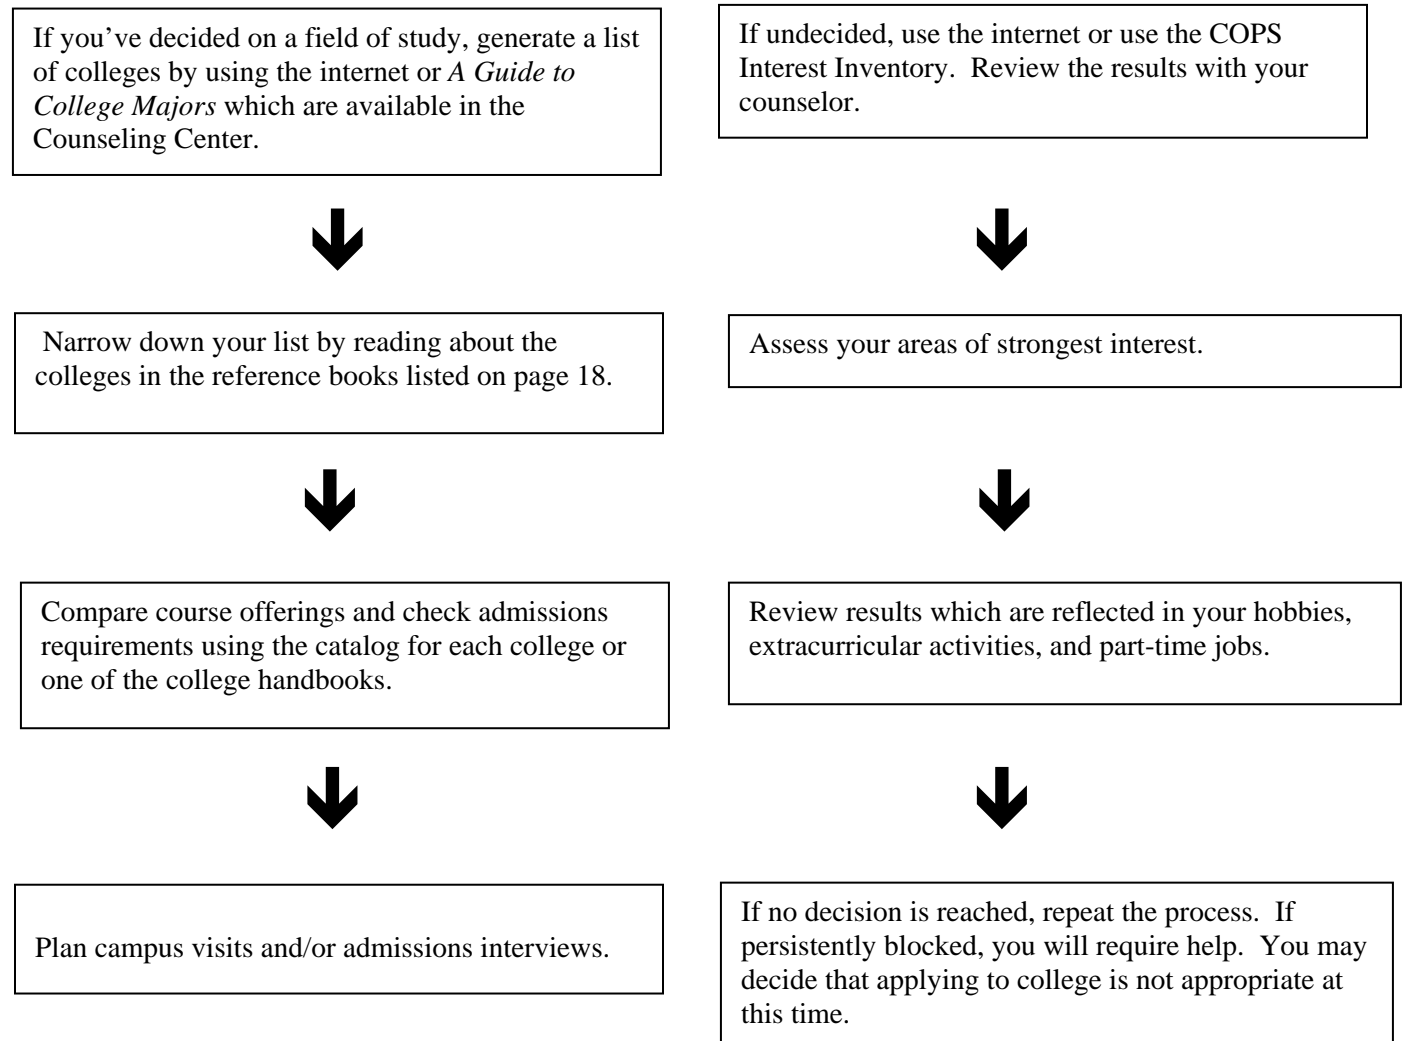 If you’ve decided on a field of study, generate a list
of colleges by using the internet or A Guide to
College Majors which are available in the
Counseling Center.
Narrow down your list by reading about the
colleges in the reference books listed on page 18.
Compare course offerings and check admissions
requirements using the catalog for each college or
one of the college handbooks.
Plan campus visits and/or admissions interviews.
If undecided, use the internet or use the COPS
Interest Inventory.  Review the results with your
counselor.
Assess your areas of strongest interest.
Review results which are reflected in your hobbies,
extracurricular activities, and part-time jobs.
If no decision is reached, repeat the process.  If
persistently blocked, you will require help.  You may
decide that applying to college is not appropriate at
this time.